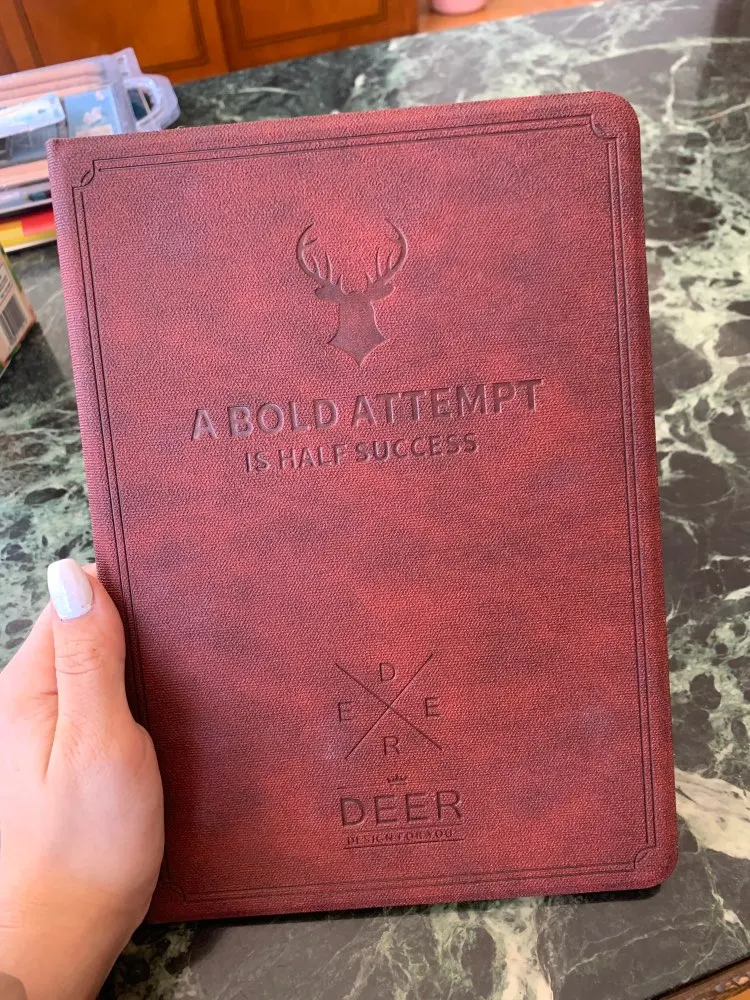 A BOLD ATTEMPT
IS HALF SUCCESS
D
E E
R
DEER
DESIGN FOR YOU